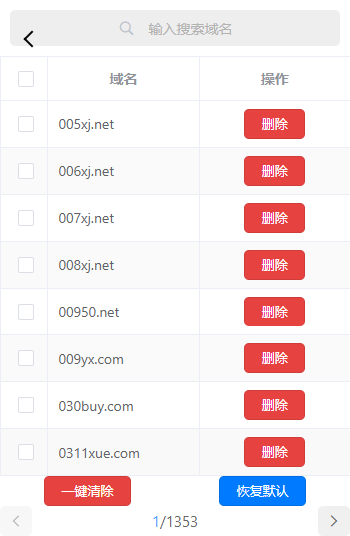 输入搜索域名
域名 操作
005xj.net 删除
006xj.net 删除
007xj.net 删除
008xj.net 删除
00950.net 删除
009yx.com 删除
030buy.com 删除
0311xue.com 删除
一键清除 恢复默认
1/1353